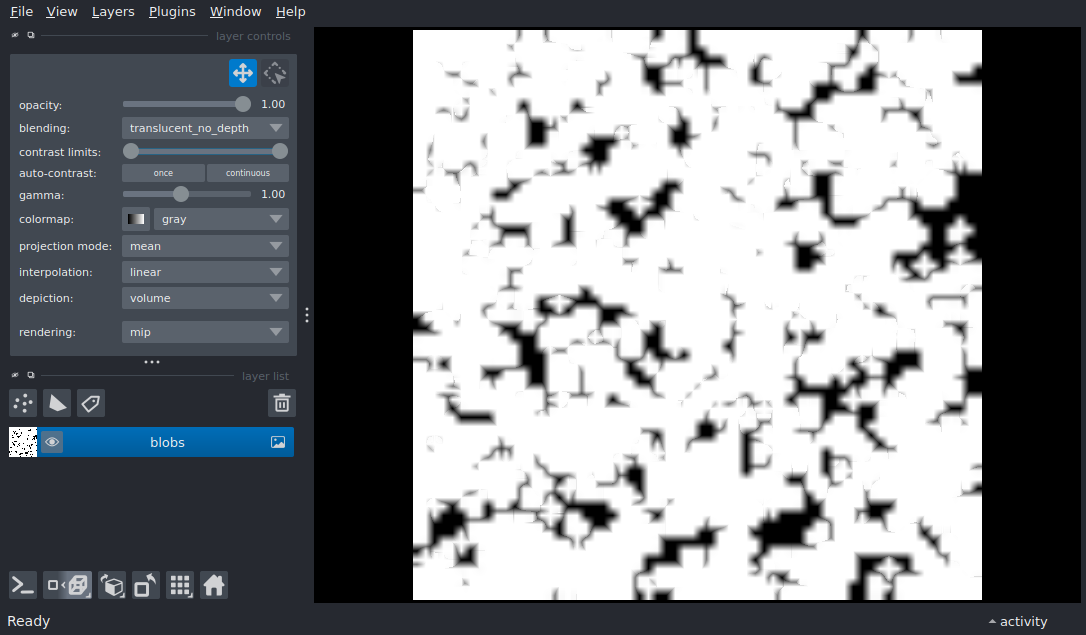 File View Layers Plugins Window Help
layer controls
opacity: 1.00
blending: translucent_no_depth
contrast limits:
auto-contrast: once continuous
gamma: 1.00
colormap: gray
projection mode: mean
interpolation: linear
depiction: volume
rendering: mip
layer list
blobs
Ready activity